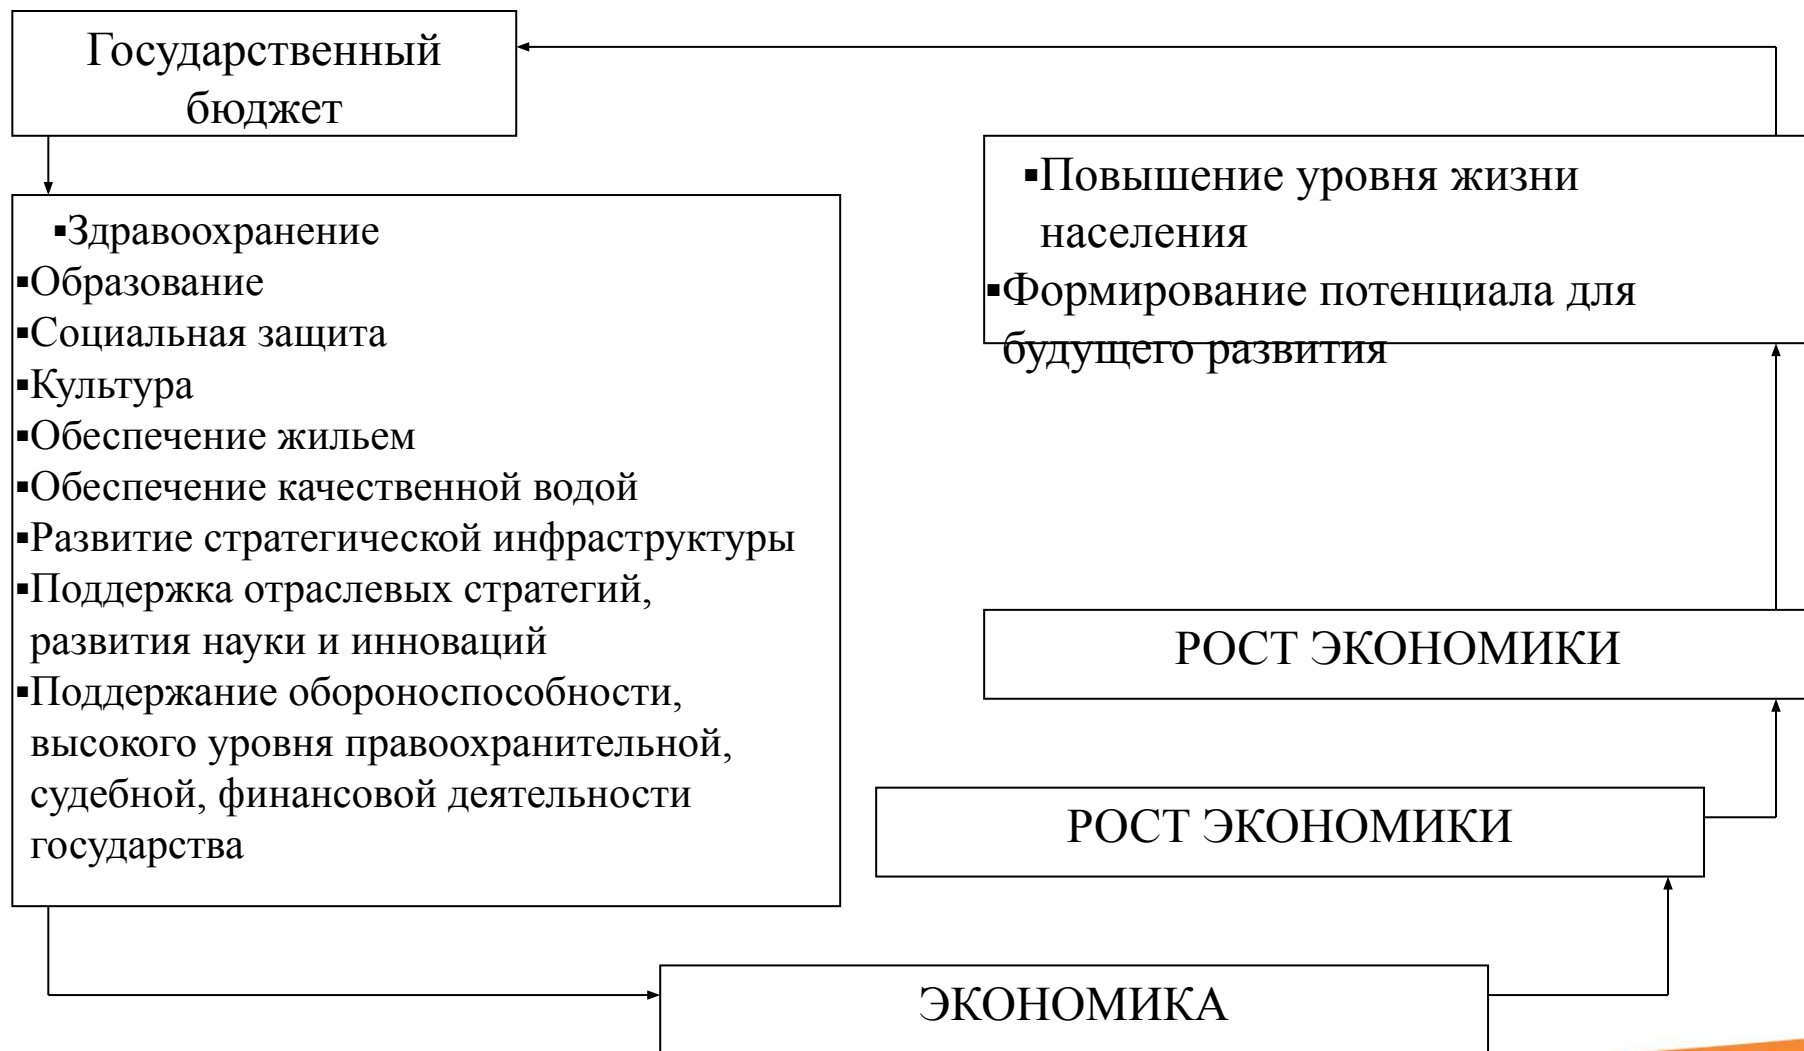 Государственный
бюджет
▪Здравоохранение
▪Образование
▪Социальная защита
▪Культура
▪Обеспечение жильем
▪Обеспечение качественной водой
▪Развитие стратегической инфраструктуры
▪Поддержка отраслевых стратегий,
развития науки и инноваций
▪Поддержание обороноспособности,
высокого уровня правоохранительной,
судебной, финансовой деятельности
государства
▪Повышение уровня жизни
населения
▪Формирование потенциала для
будущего развития
РОСТ ЭКОНОМИКИ
РОСТ ЭКОНОМИКИ
ЭКОНОМИКА